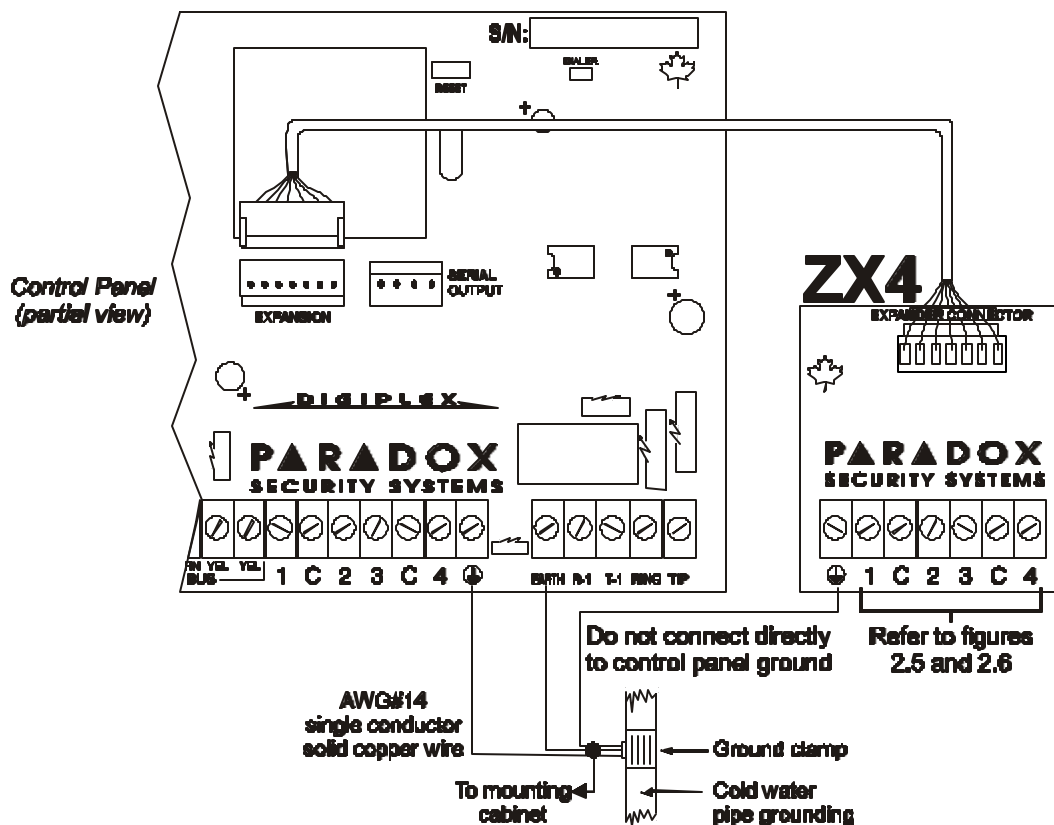 S/N:
DIALER
RESET
Control Panel
(partial view)
SERIAL
OUTPUT
EXPANSION
ZX4
EXPANDER CONNECTOR
DIGIPLEX
PARADOX
SECURITY SYSTEMS
PARADOX
SECURITY SYSTEMS
YEL YEL
BUS
1 C 2 3 C 4
EARTH R-1 T-1 RING TIP
1 C 2 3 C 4
Do not connect directly
to control panel ground
Refer to figures
2.5 and 2.6
AWG#14
single conductor
solid copper wire
Ground clamp
To mounting
cabinet
Cold water
pipe grounding